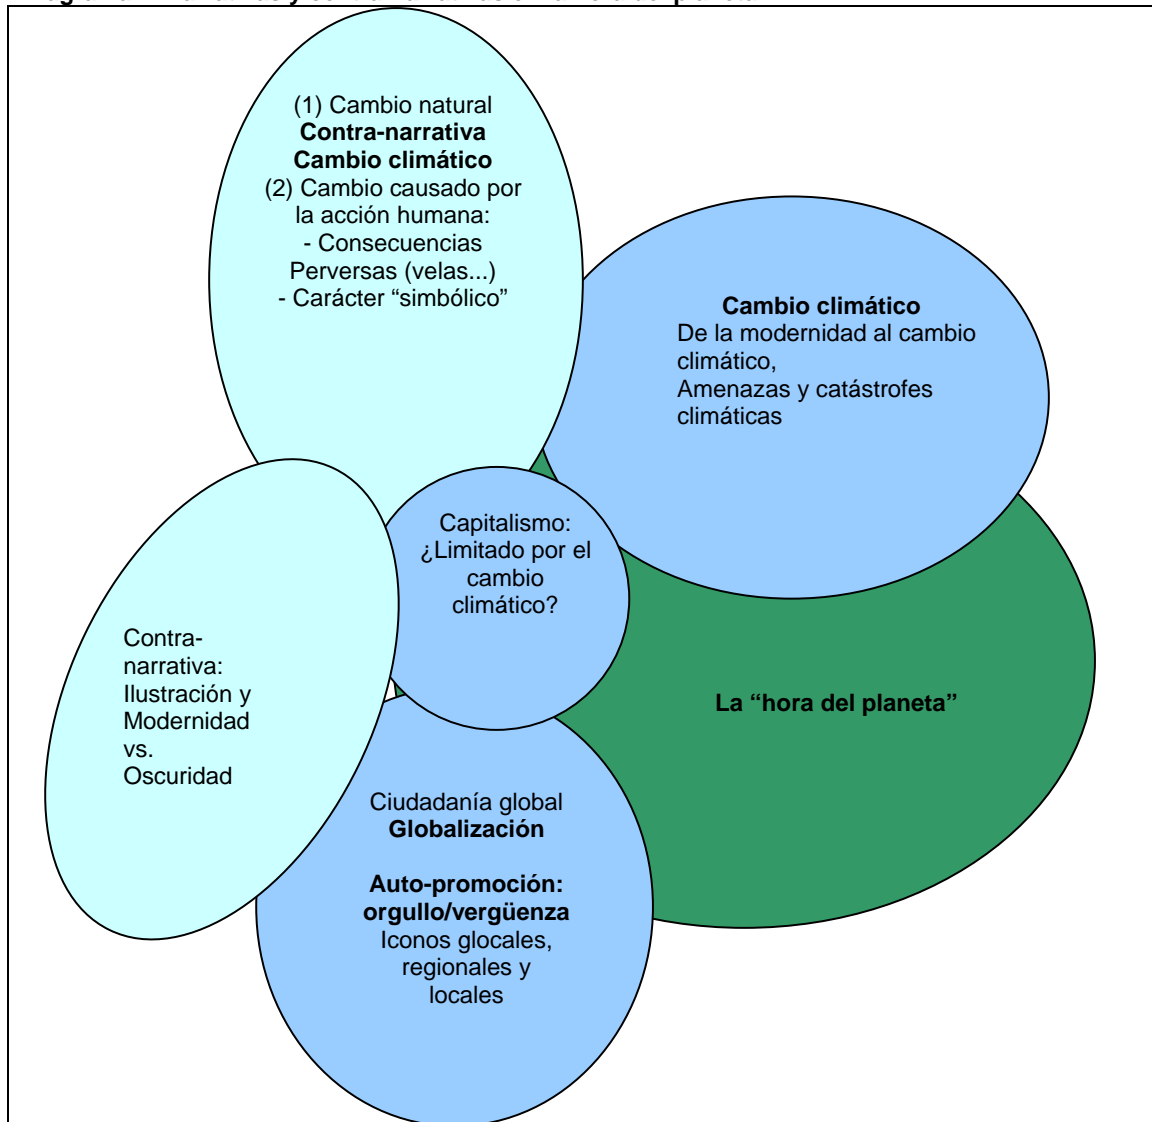 (1) Cambio natural
Contra-narrativa
Cambio climático
(2) Cambio causado por
la acción humana:
- Consecuencias
Perversas (velas...)
- Carácter “simbólico”
Cambio climático
De la modernidad al cambio
climático,
Amenazas y catástrofes
climáticas
Capitalismo:
¿Limitado por el
cambio
climático?
Contra-
narrativa:
Ilustración y
Modernidad
vs.
Oscuridad
La “hora del planeta”
Ciudadanía global
Globalización
Auto-promoción:
orgullo/vergüenza
Iconos glocales,
regionales y
locales